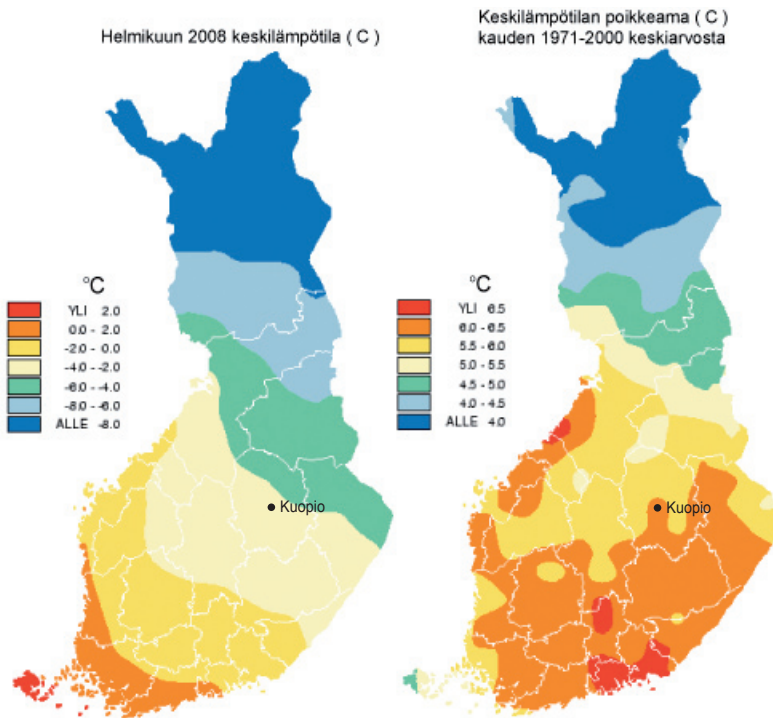 Helmikuun 2008 keskilämpötila ( C )
°C
YLI 2.0
0.0 - 2.0
-2.0 - 0.0
-4.0 - -2.0
-6.0 - -4.0
-8.0 - -6.0
ALLE -8.0
Kuopio
Keskilämpötilan poikkeama ( C )
kauden 1971-2000 keskiarvosta
°C
YLI 6.5
6.0 - 6.5
5.5 - 6.0
5.0 - 5.5
4.5 - 5.0
4.0 - 4.5
ALLE 4.0
Kuopio